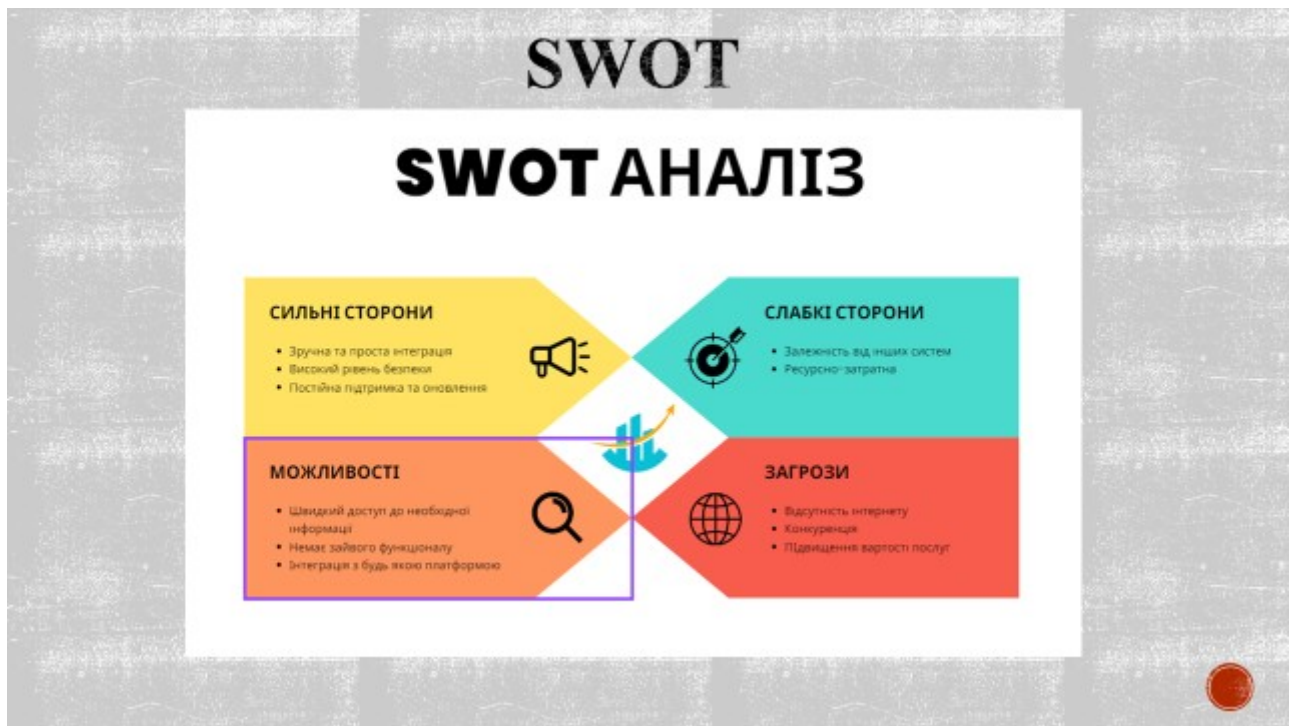 SWOT
SWOT АНАЛІЗ
СИЛЬНІ СТОРОНИ
• Зручна та проста інтеграція
• Високий рівень безпеки
• Постійна підтримка та оновлення
СЛАБКІ СТОРОНИ
• Залежність від інших систем
• Ресурсно-затратна
МОЖЛИВОСТІ
• Швидкий доступ до необхідної
інформації
• Немає зайвого функціоналу
• Інтеграція з будь якою платформою
ЗАГРОЗИ
• Відсутність інтернету
• Конкуренція
• Підвищення вартості послуг